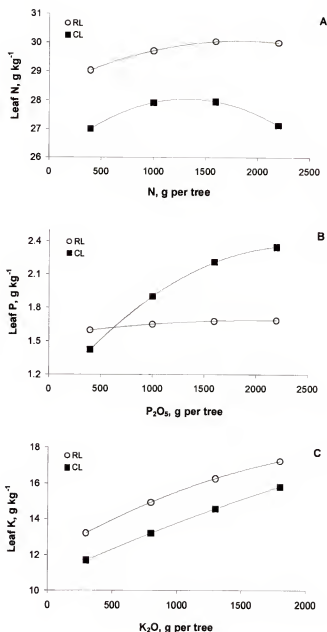 A
○ RL
■ CL
31
30
29
28
27
26
Leaf N, g kg⁻¹
0 500 1000 1500 2000 2500
N, g per tree
B
○ RL
■ CL
2.4
2.1
1.8
1.5
1.2
Leaf P, g kg⁻¹
0 500 1000 1500 2000 2500
P₂O₅, g per tree
C
○ RL
■ CL
18
16
14
12
10
Leaf K, g kg⁻¹
0 500 1000 1500 2000
K₂O, g per tree